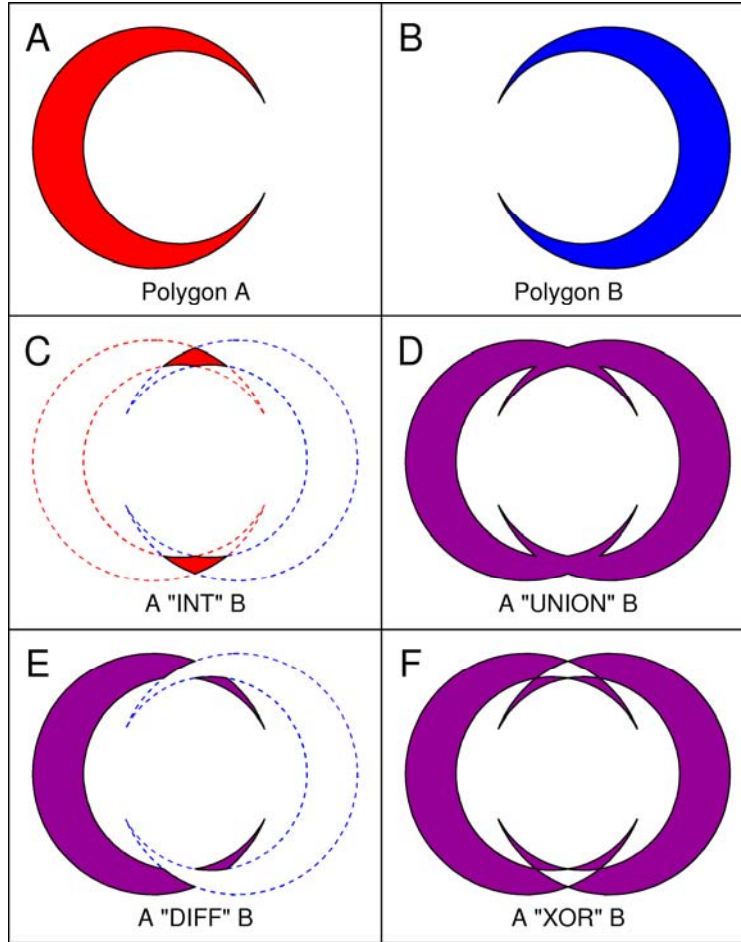 A
B
Polygon A
Polygon B
C
D
A "INT" B
A "UNION" B
E
F
A "DIFF" B
A "XOR" B